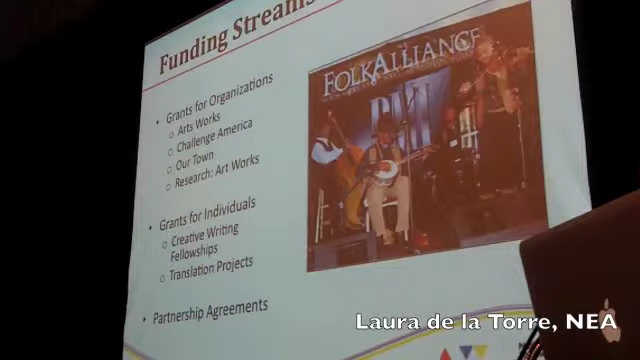 Funding Streams
• Grants for Organizations
o Arts Works
o Challenge America
o Our Town
o Research: Art Works
• Grants for Individuals
o Creative Writing
Fellowships
o Translation Projects
• Partnership Agreements
FOLKALLIANCE
BMI
Laura de la Torre, NEA